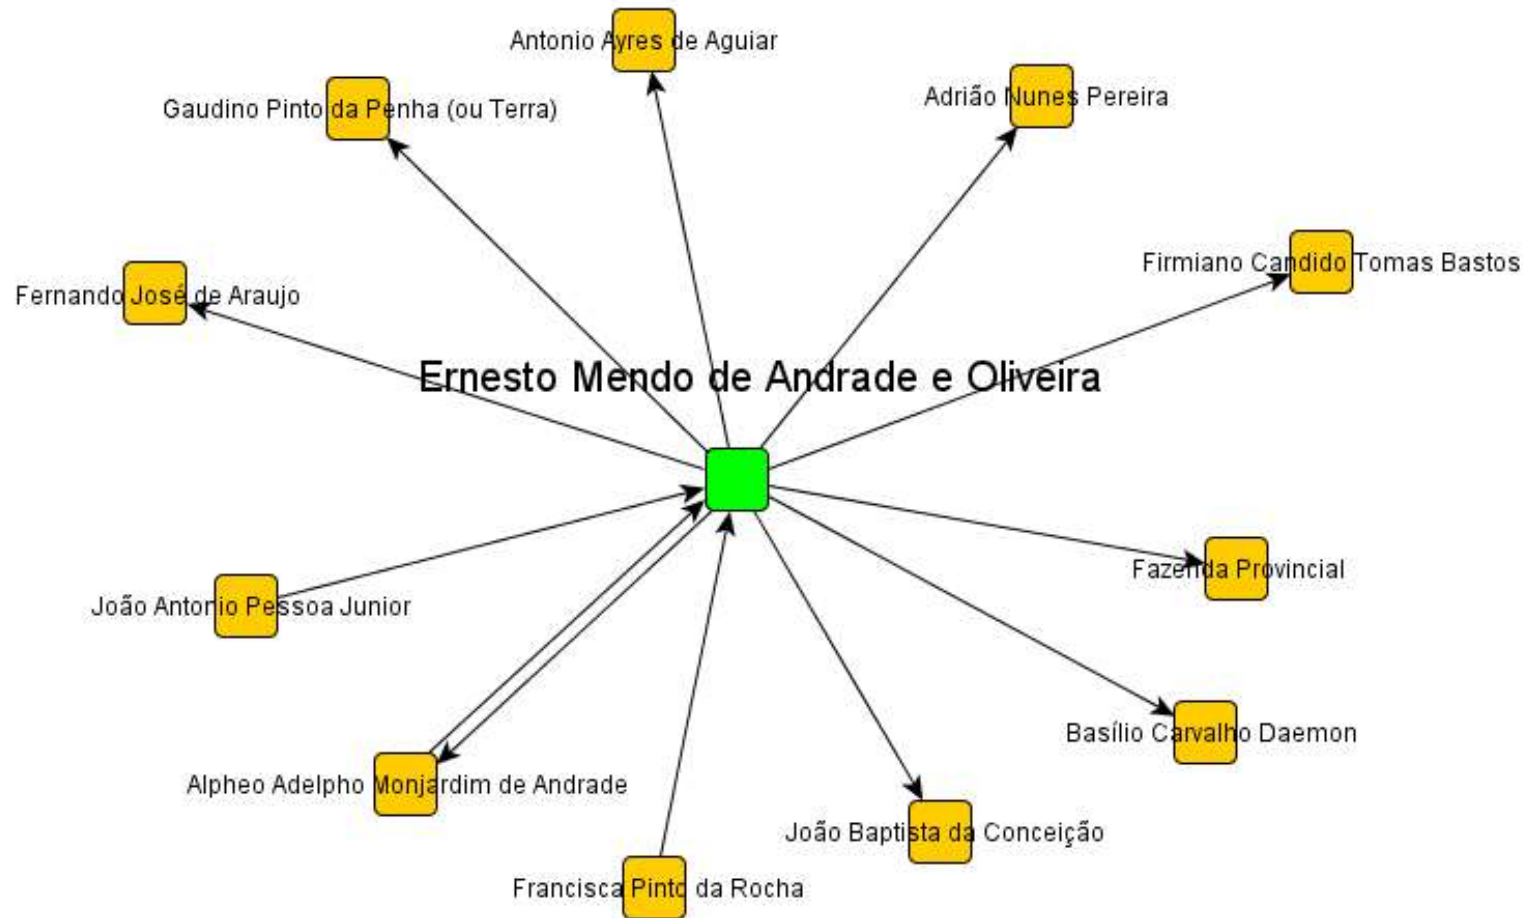 Antonio Ayres de Aguiar
Gaudino Pinto da Penha (ou Terra)
Adrião Nunes Pereira
Firmiano Candido Tomas Bastos
Fernando José de Araujo
Ernesto Mendo de Andrade e Oliveira
Fazenda Provincial
João Antonio Pessoa Junior
Basílio Carvalho Daemon
Alpheo Adelpho Monjardim de Andrade
João Baptista da Conceição
Francisca Pinto da Rocha